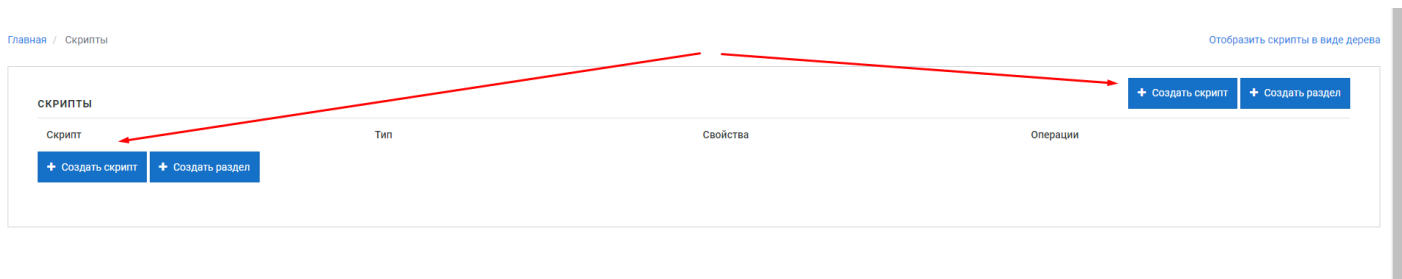 Главная / Скрипты
Отобразить скрипты в виде дерева
+ Создать скрипт + Создать раздел
СКРИПТЫ
Скрипт Тип Свойства Операции
+ Создать скрипт + Создать раздел